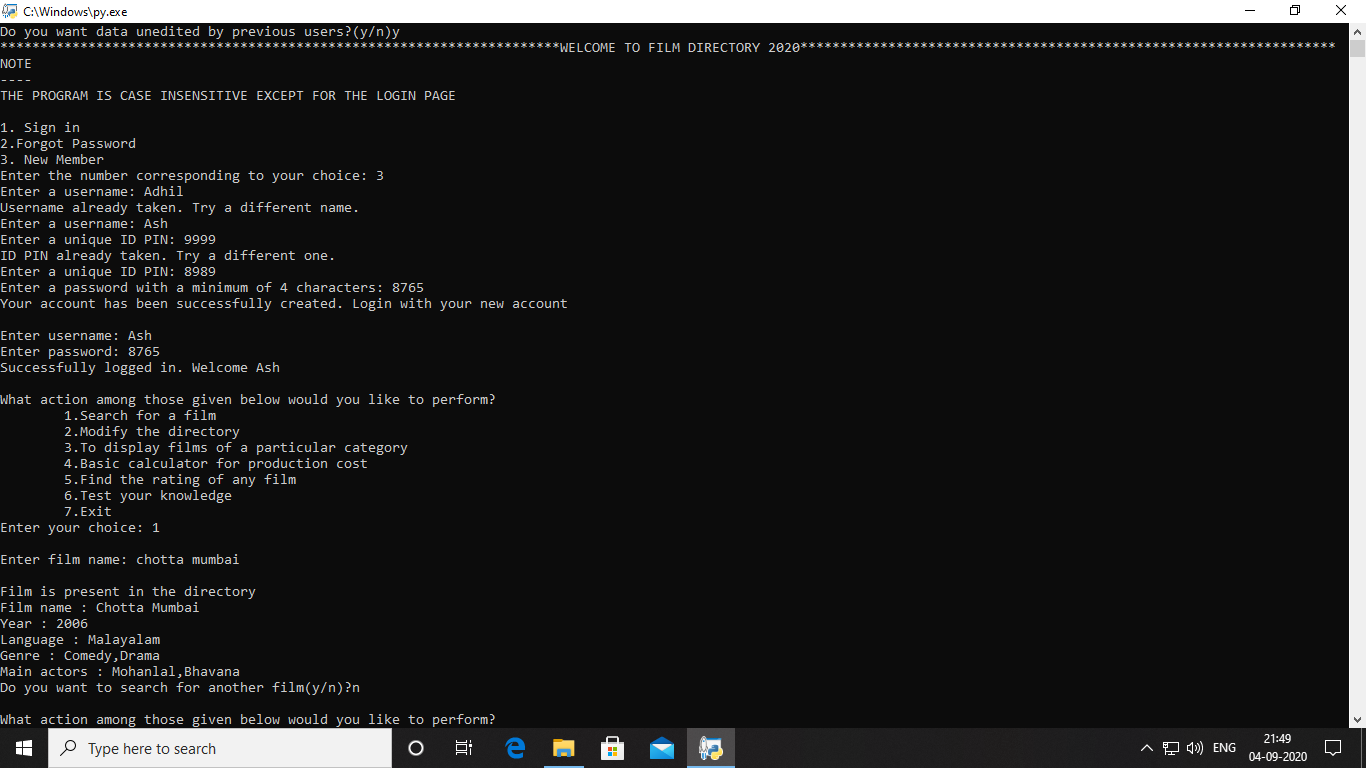 C:\Windows\py.exe
Do you want data unedited by previous users?(y/n)y
**********************************************************************WELCOME TO FILM DIRECTORY 2020*******************************************************************
NOTE
----
THE PROGRAM IS CASE INSENSITIVE EXCEPT FOR THE LOGIN PAGE
1. Sign in
2.Forgot Password
3. New Member
Enter the number corresponding to your choice: 3
Enter a username: Adhil
Username already taken. Try a different name.
Enter a username: Ash
Enter a unique ID PIN: 9999
ID PIN already taken. Try a different one.
Enter a unique ID PIN: 8989
Enter a password with a minimum of 4 characters: 8765
Your account has been successfully created. Login with your new account
Enter username: Ash
Enter password: 8765
Successfully logged in. Welcome Ash
What action among those given below would you like to perform?
1.Search for a film
2.Modify the directory
3.To display films of a particular category
4.Basic calculator for production cost
5.Find the rating of any film
6.Test your knowledge
7.Exit
Enter your choice: 1
Enter film name: chotta mumbai
Film is present in the directory
Film name : Chotta Mumbai
Year : 2006
Language : Malayalam
Genre : Comedy,Drama
Main actors : Mohanlal,Bhavana
Do you want to search for another film(y/n)?n
What action among those given below would you like to perform?
Type here to search
ENG
21:49
04-09-2020